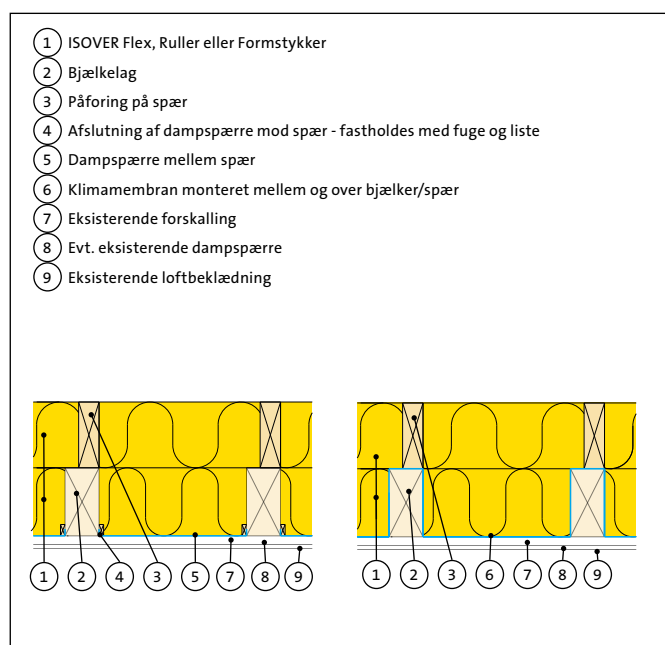 1 ISOVER Flex, Ruller eller Formstykker
2 Bjælkelag
3 Påforing på spær
4 Afslutning af dampspærre mod spær - fastholdes med fuge og liste
5 Dampspærre mellem spær
6 Klimamembran monteret mellem og over bjælker/spær
7 Eksisterende forskalling
8 Evt. eksisterende dampspærre
9 Eksisterende loftbeklædning
1 2 4 3 5 7 8 9
1 2 3 6 7 8 9